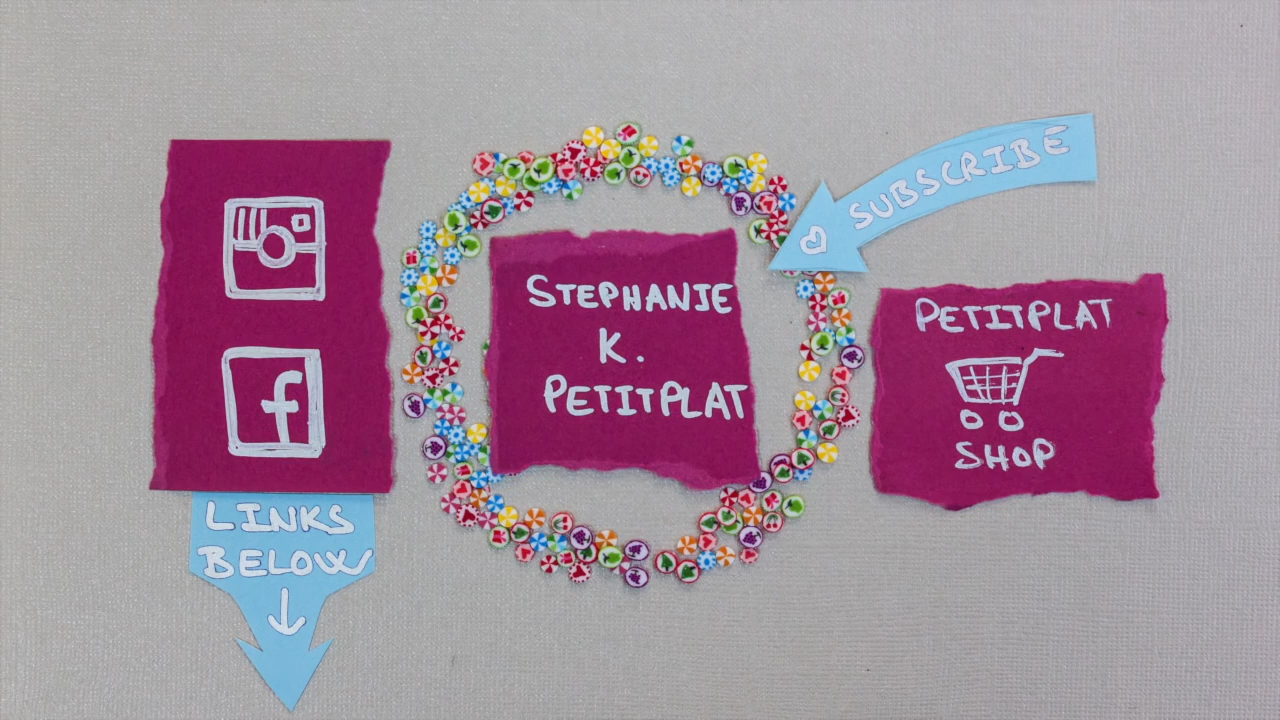 LINKS
BELOW
STEPHANIE
K.
PETITPLAT
SUBSCRIBE
PETITPLAT
SHOP